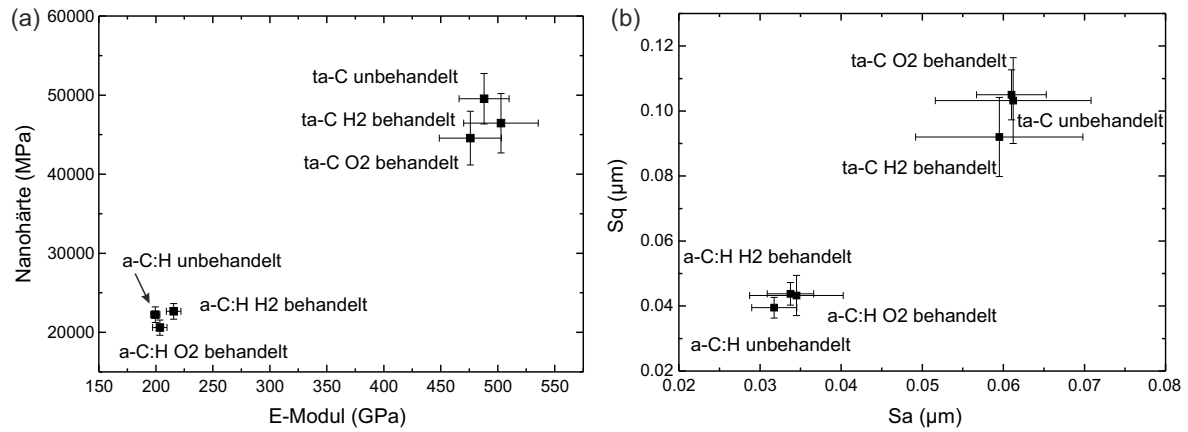 (a)
Nanohärte (MPa)
60000
50000
40000
30000
20000
ta-C unbehandelt
ta-C H2 behandelt
ta-C O2 behandelt
a-C:H unbehandelt
a-C:H H2 behandelt
a-C:H O2 behandelt
150 200 250 300 350 400 450 500 550
E-Modul (GPa)
(b)
Sq (µm)
0.12
0.10
0.08
0.06
0.04
0.02
ta-C O2 behandelt
ta-C unbehandelt
ta-C H2 behandelt
a-C:H H2 behandelt
a-C:H O2 behandelt
a-C:H unbehandelt
0.02 0.03 0.04 0.05 0.06 0.07 0.08
Sa (µm)